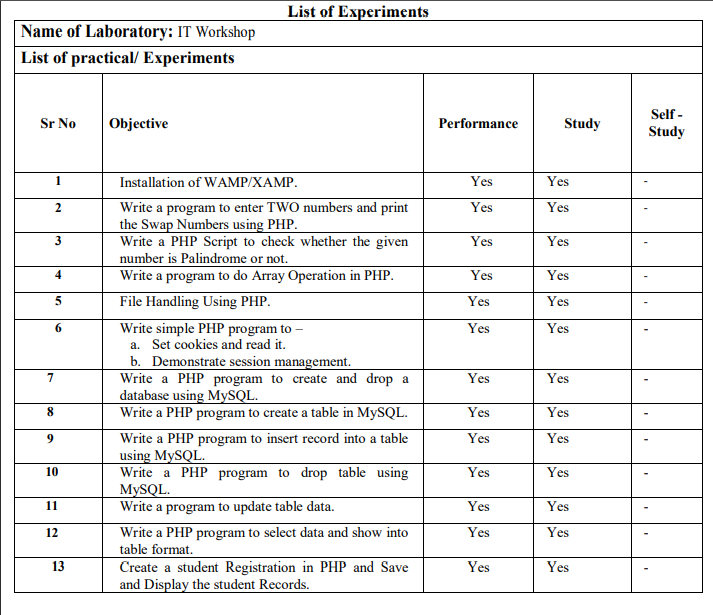 List of Experiments
Name of Laboratory: IT Workshop
List of practical/ Experiments
Sr No Objective Performance Study Self -
Study
1 Installation of WAMP/XAMP. Yes Yes -
2 Write a program to enter TWO numbers and print Yes Yes -
the Swap Numbers using PHP.
3 Write a PHP Script to check whether the given Yes Yes -
number is Palindrome or not.
4 Write a program to do Array Operation in PHP. Yes Yes -
5 File Handling Using PHP. Yes Yes -
6 Write simple PHP program to – Yes Yes -
a. Set cookies and read it.
b. Demonstrate session management.
7 Write a PHP program to create and drop a Yes Yes -
database using MySQL.
8 Write a PHP program to create a table in MySQL. Yes Yes -
9 Write a PHP program to insert record into a table Yes Yes -
using MySQL.
10 Write a PHP program to drop table using Yes Yes -
MySQL.
11 Write a program to update table data. Yes Yes -
12 Write a PHP program to select data and show into Yes Yes -
table format.
13 Create a student Registration in PHP and Save Yes Yes -
and Display the student Records.